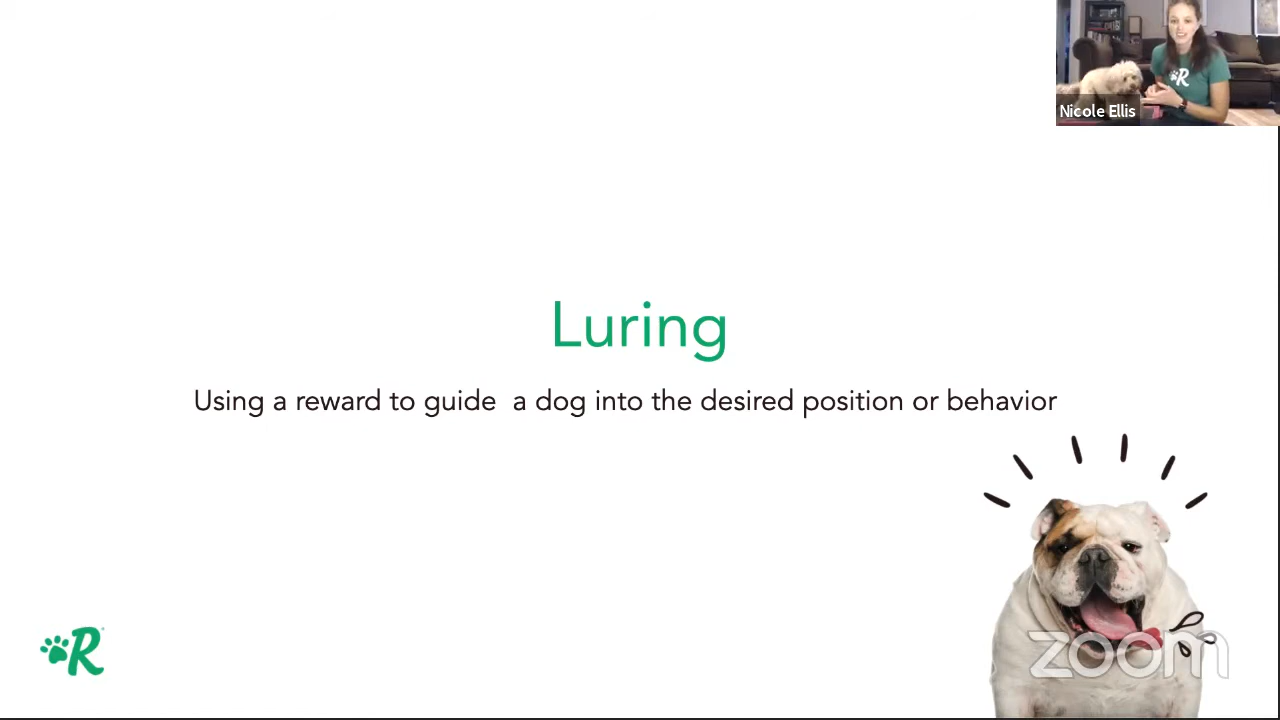 Nicole Ellis
Luring
Using a reward to guide  a dog into the desired position or behavior
R
R
zoom